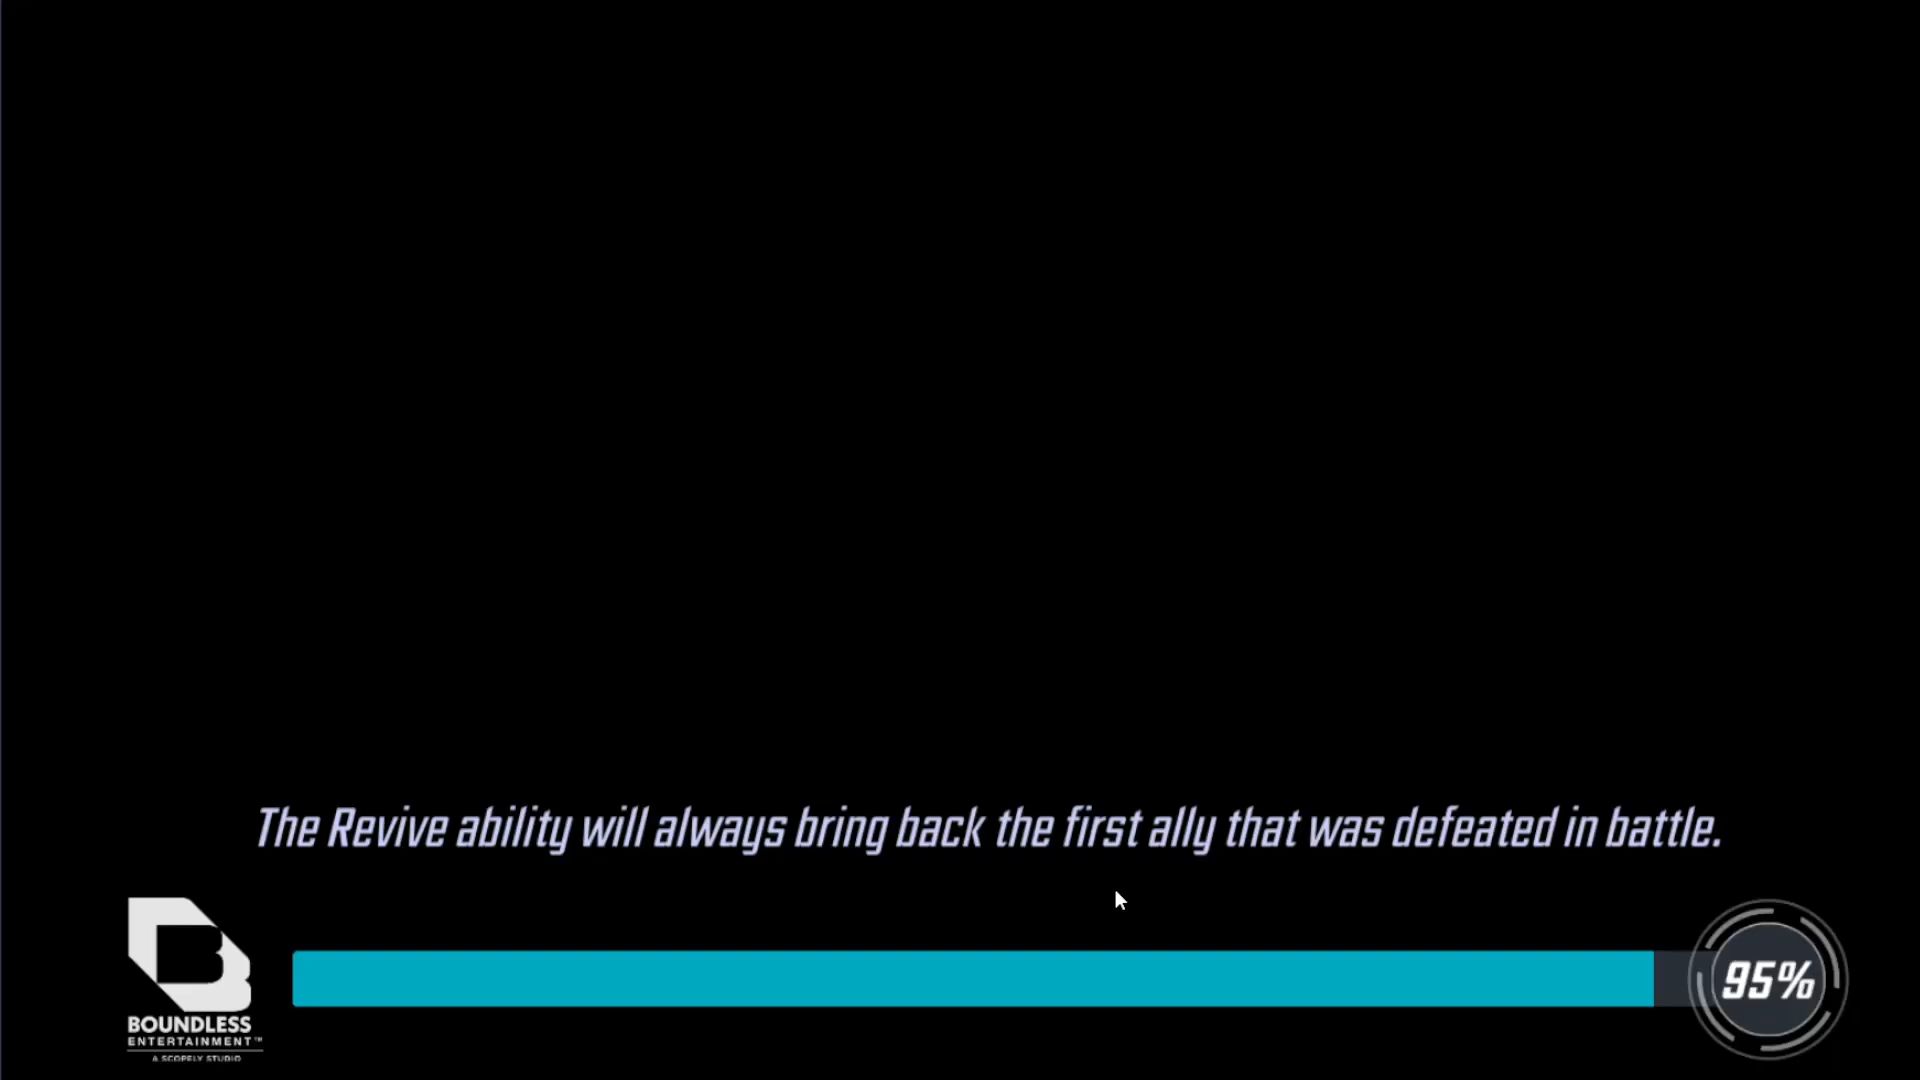 The Revive ability will always bring back the first ally that was defeated in battle.
95%
BOUNDLESS
ENTERTAINMENT™
A SCOPELY STUDIO